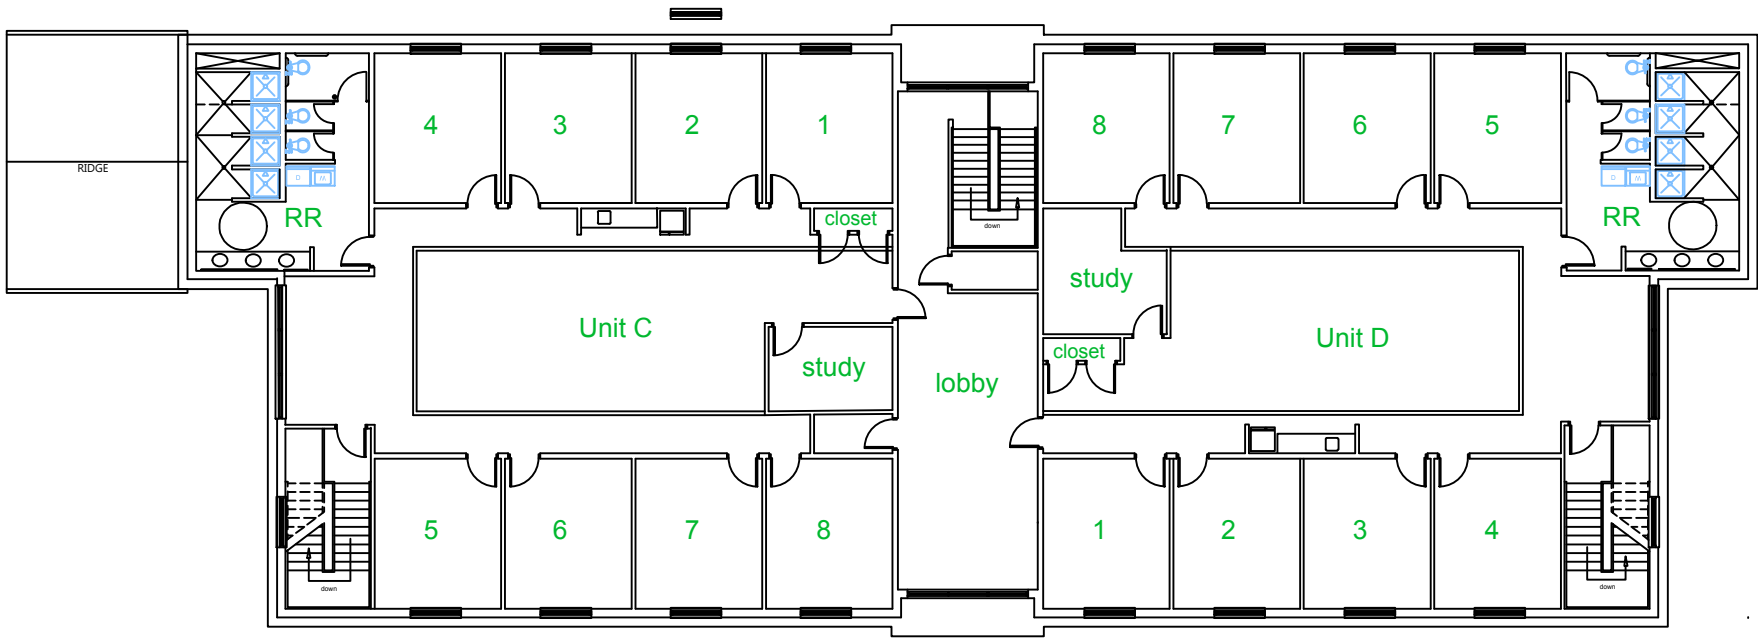 4 3 2 1 8 7 6 5
RIDGE
D W D W
RR closet down RR
study
Unit C Unit D
closet
study lobby
5 6 7 8 1 2 3 4
down down